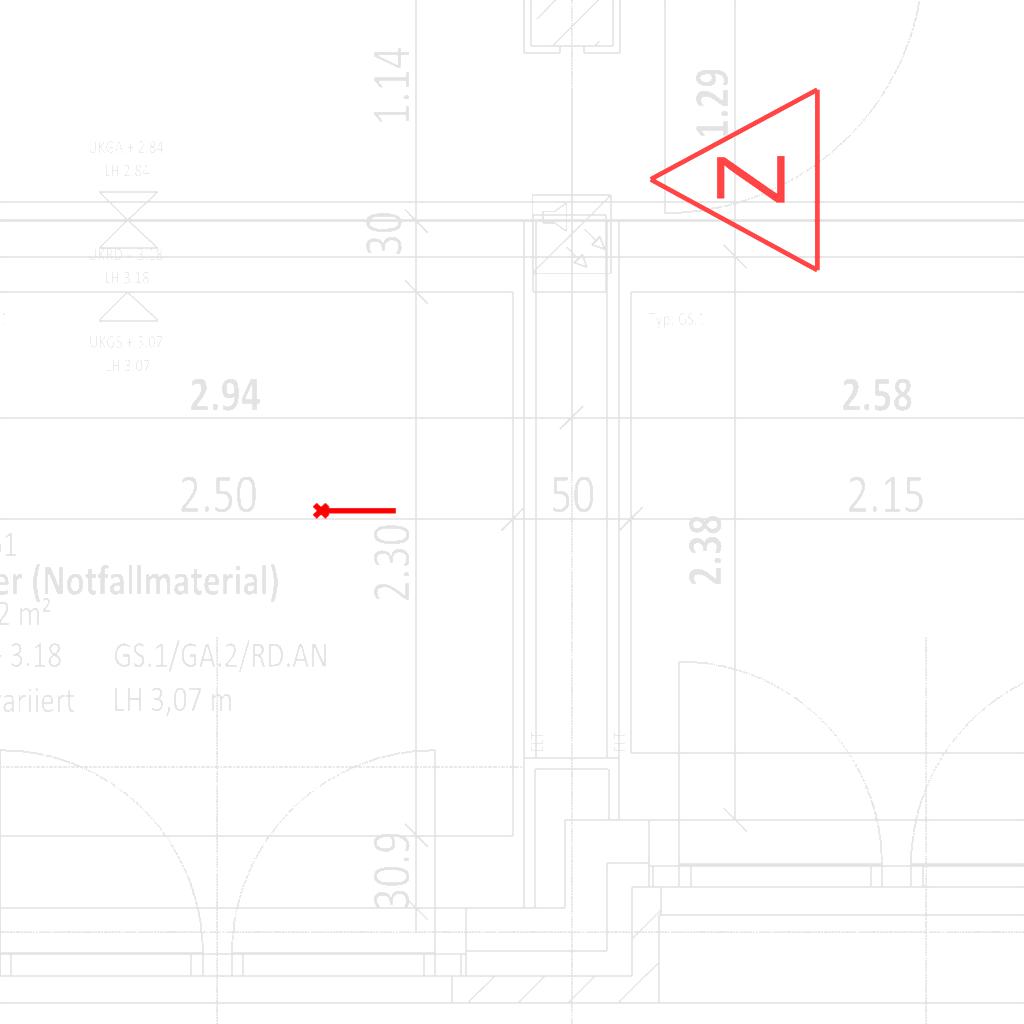 1.14
1.29
UKGA + 2.84
LH 2.84
Z
30
UKRD + 3.18
LH 3.18
Typ: GS.1
UKGS + 3.07
LH 3.07
2.94
2.58
2.50
50
2.15
2.30
2.38
er (Notfallmaterial)
2 m²
3.18 GS.1/GA.2/RD.AN
ariiert LH 3,07 m
30.9